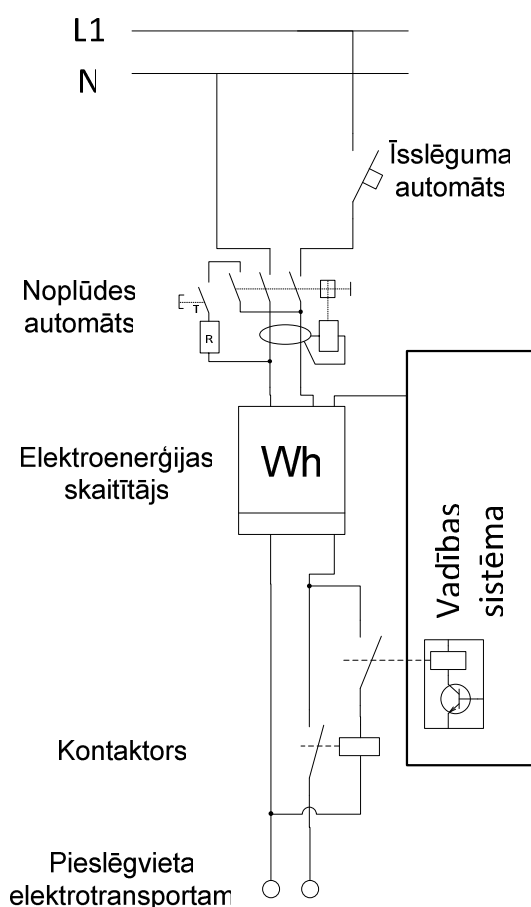 L1
N
Īsslēguma
automāts
Noplūdes
automāts
T
R
Elektroenerģijas
skaitītājs
Wh
Vadības
sistēma
Kontaktors
Pieslēgvieta
elektrotransportam